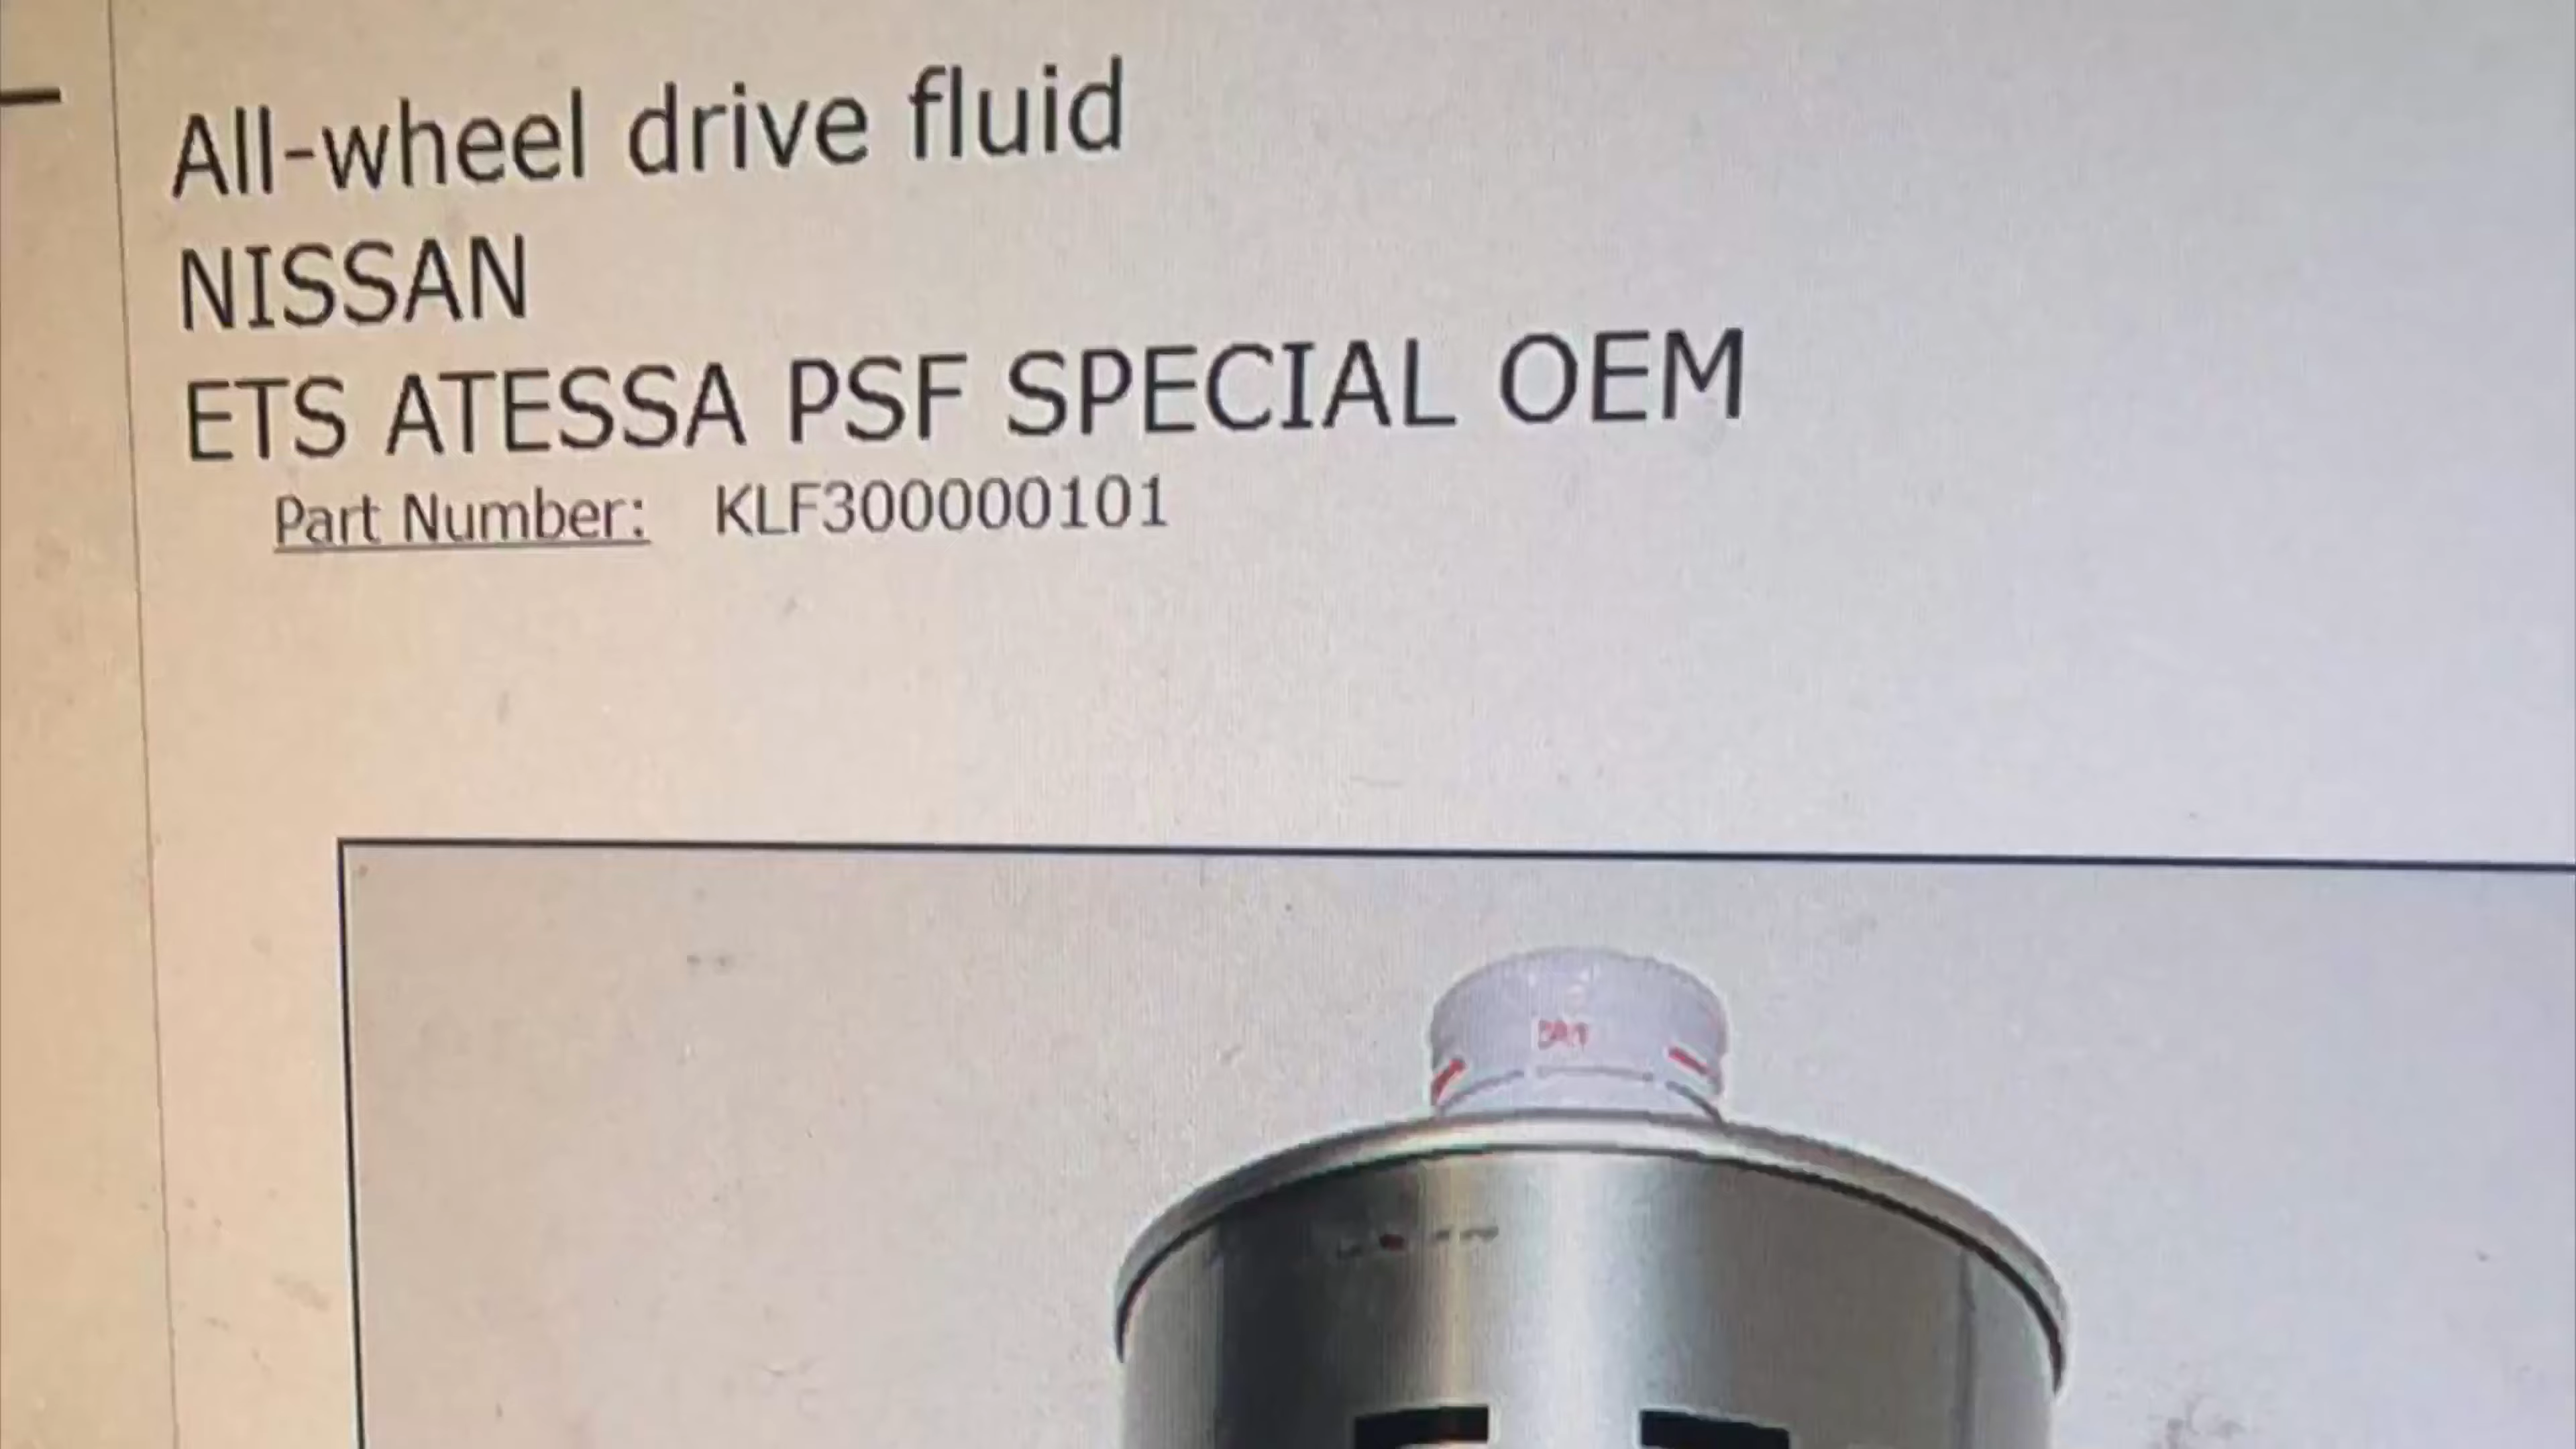 All-wheel drive fluid
NISSAN
ETS ATESSA PSF SPECIAL OEM
Part Number: KLF300000101